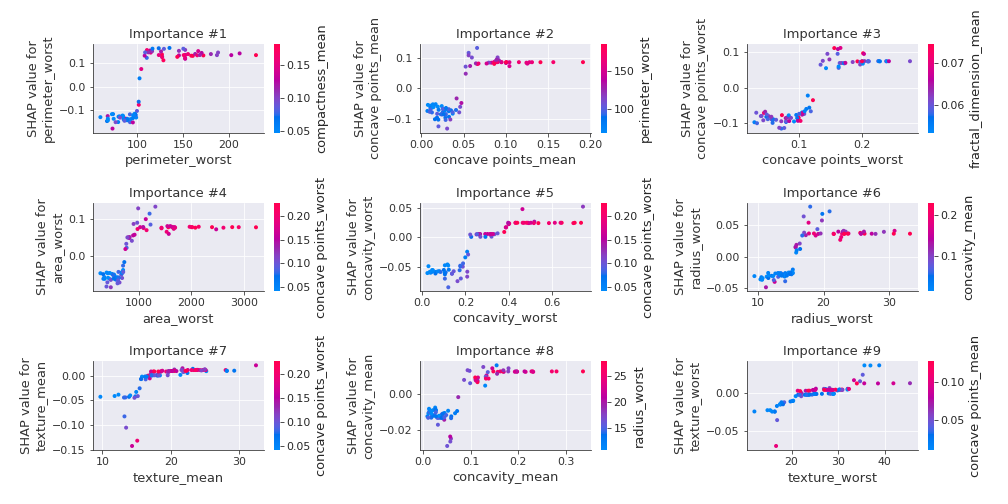 Importance #1
0.1
0.0
−0.1
100
150
200
perimeter_worst
SHAP value for
perimeter_worst
0.15
0.10
0.05
compactness_mean
Importance #2
0.1
0.0
−0.1
0.00
0.05
0.10
0.15
0.20
concave points_mean
SHAP value for
concave points_mean
150
100
perimeter_worst
Importance #3
0.1
0.0
−0.1
0.1
0.2
concave points_worst
SHAP value for
concave points_worst
0.07
0.06
fractal_dimension_mean
Importance #4
0.1
0.0
1000
2000
3000
area_worst
SHAP value for
area_worst
0.20
0.15
0.10
0.05
concave points_worst
Importance #5
0.05
0.00
−0.05
0.0
0.2
0.4
0.6
concavity_worst
SHAP value for
concavity_worst
0.20
0.15
0.10
0.05
concave points_worst
Importance #6
0.05
0.00
−0.05
10
20
30
radius_worst
SHAP value for
radius_worst
0.2
0.1
concavity_mean
Importance #7
0.00
−0.05
−0.10
−0.15
10
20
30
texture_mean
SHAP value for
texture_mean
0.20
0.15
0.10
0.05
concave points_worst
Importance #8
0.00
−0.02
0.0
0.1
0.2
0.3
concavity_mean
SHAP value for
concavity_mean
25
20
15
radius_worst
Importance #9
0.00
−0.05
20
30
40
texture_worst
SHAP value for
texture_worst
0.10
0.05
concave points_mean